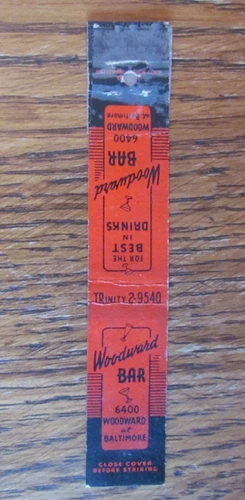 FOR THE
BEST
IN
DRINKS
Woodward
BAR
6400
WOODWARD
at Baltimore
TRINITY 2-9540
Woodward
BAR
6400
WOODWARD
at
BALTIMORE
CLOSE COVER
BEFORE STRIKING